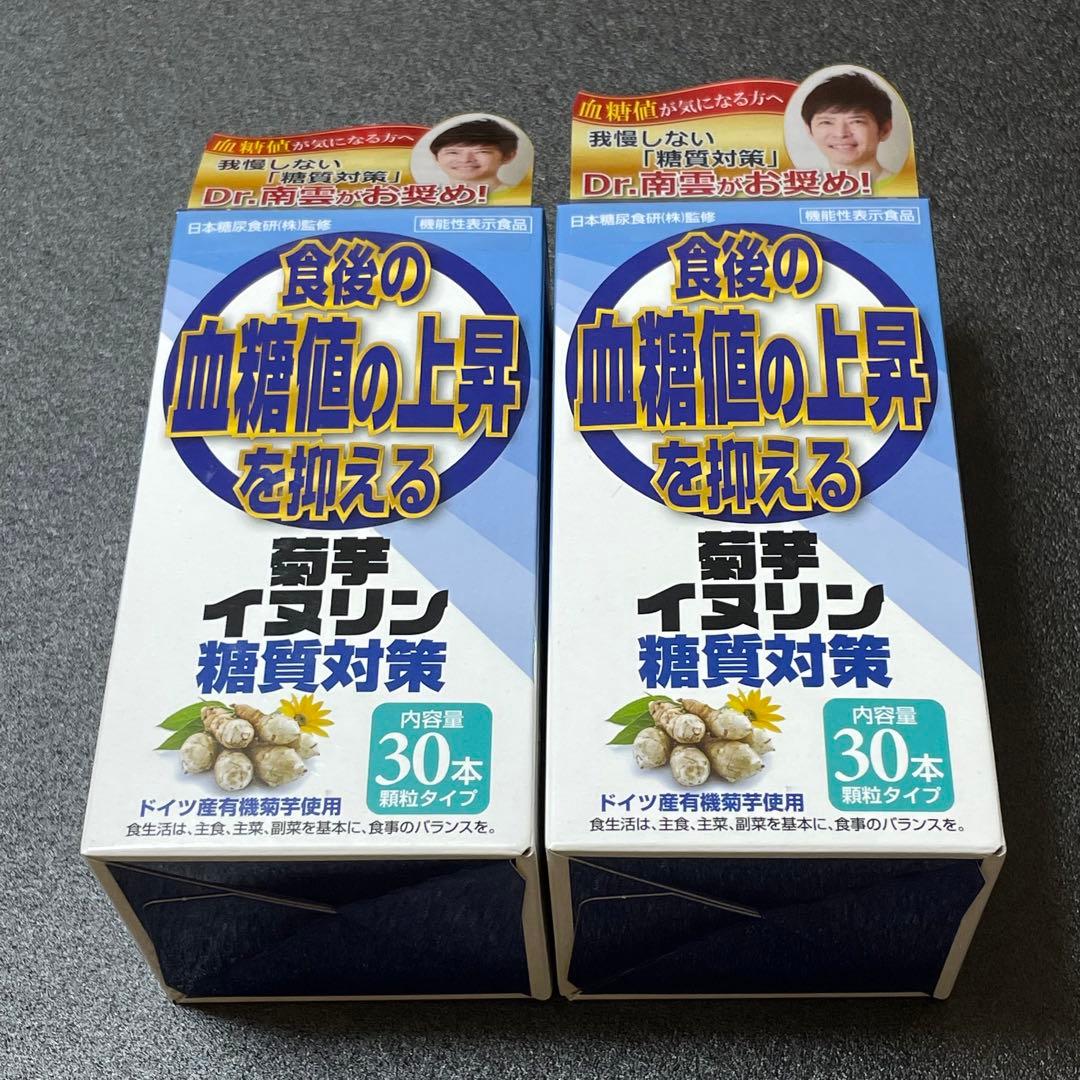 血糖値が気になる方へ
我慢しない
「糖質対策」
Dr.南雲がお奨め!
日本糖尿食研(株)監修
機能性表示食品
食後の
血糖値の上昇
を抑える
菊芋
イヌリン
糖質対策
内容量
30本
顆粒タイプ
ドイツ産有機菊芋使用
食生活は、主食、主菜、副菜を基本に、食事のバランスを。
血糖値が気になる方へ
我慢しない
「糖質対策」
Dr.南雲がお奨め!
日本糖尿食研(株)監修
機能性表示食品
食後の
血糖値の上昇
を抑える
菊芋
イヌリン
糖質対策
内容量
30本
顆粒タイプ
ドイツ産有機菊芋使用
食生活は、主食、主菜、副菜を基本に、食事のバランスを。